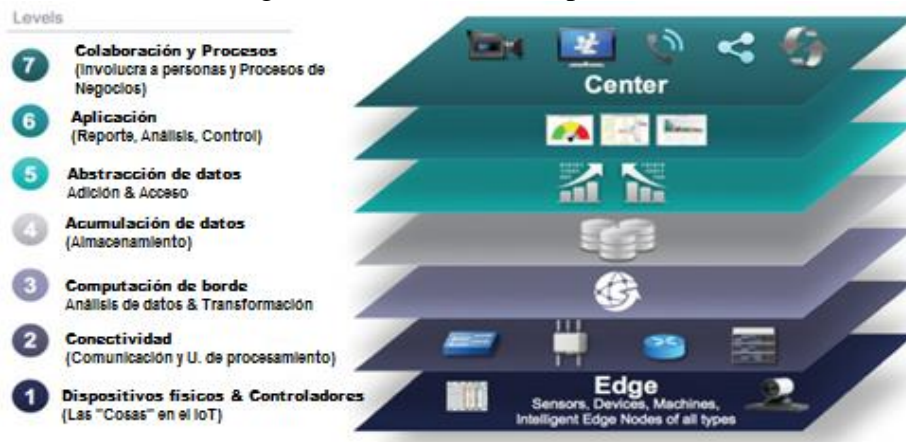 Levels
7
Colaboración y Procesos
(Involucra a personas y Procesos de
Negocios)
6
Aplicación
(Reporte, Análisis, Control)
5
Abstracción de datos
Adición & Acceso
4
Acumulación de datos
(Almacenamiento)
3
Computación de borde
Análisis de datos & Transformación
2
Conectividad
(Comunicación y U. de procesamiento)
1
Dispositivos físicos & Controladores
(Las "Cosas" en el IoT)
Center
Edge
Sensors, Devices, Machines,
Intelligent Edge Nodes of all types